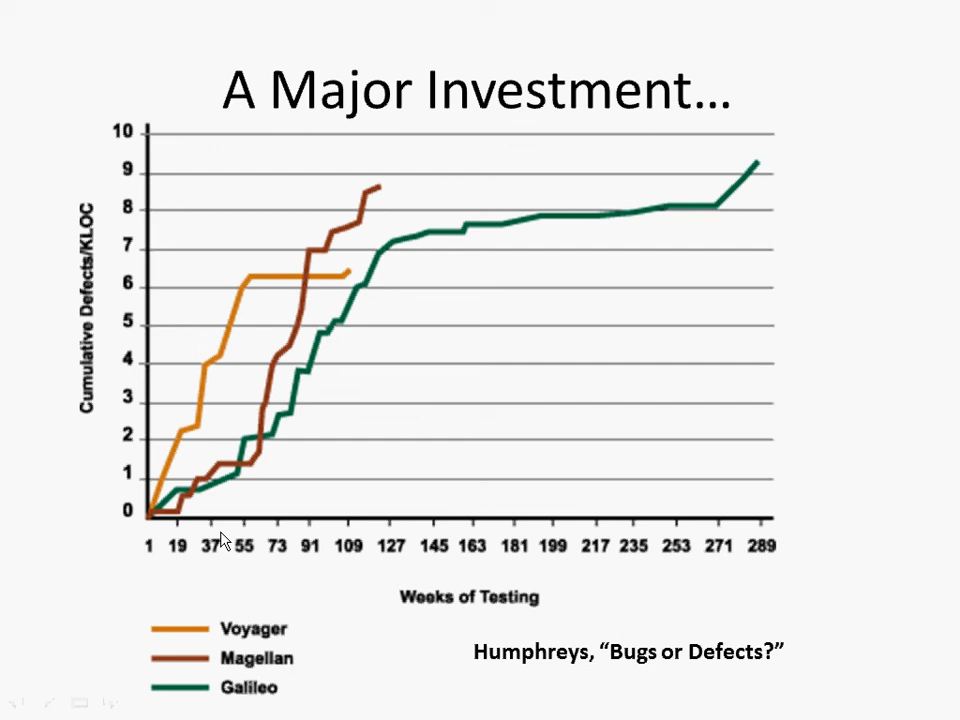 A Major Investment…
Cumulative Defects/KLOC
10
9
8
7
6
5
4
3
2
1
0
1 19 37 55 73 91 109 127 145 163 181 199 217 235 253 271 289
Weeks of Testing
Voyager
Magellan
Galileo
Humphreys, “Bugs or Defects?”